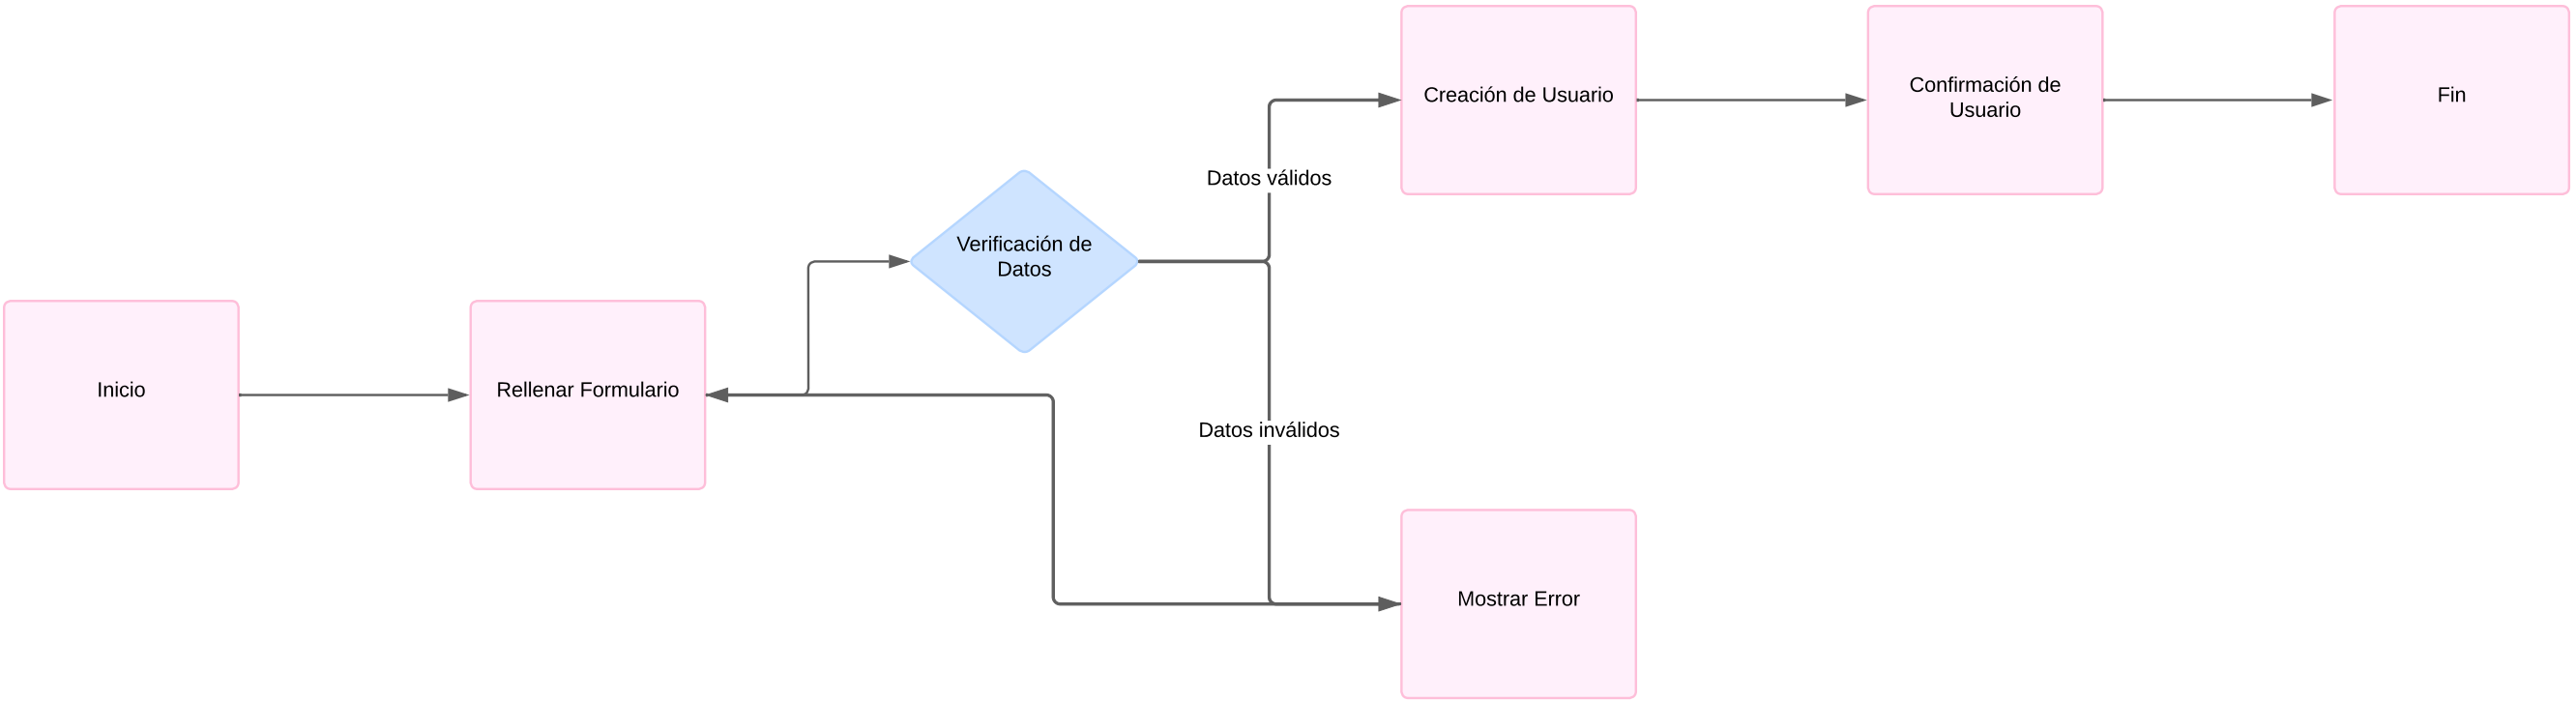 Inicio
Rellenar Formulario
Verificación de
Datos
Datos válidos
Datos inválidos
Creación de Usuario
Confirmación de
Usuario
Fin
Mostrar Error